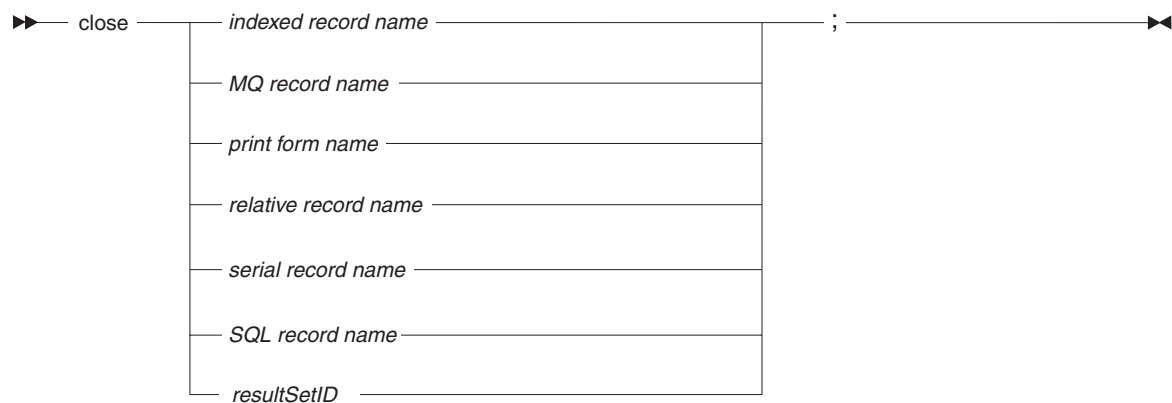 close indexed record name ;
MQ record name
print form name
relative record name
serial record name
SQL record name
resultSetID